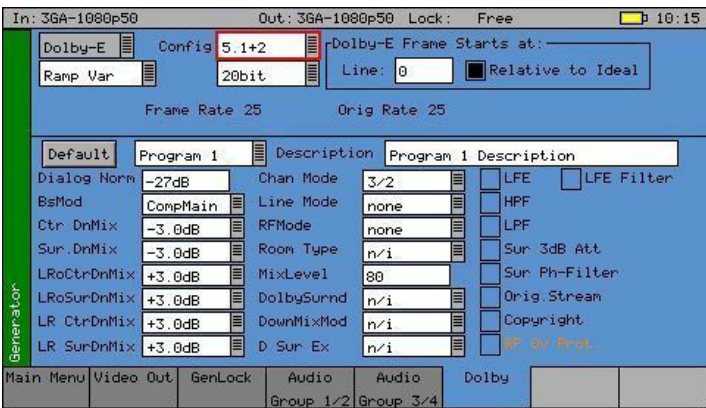 In: 3GA-1080p50 Out: 3GA-1080p50 Lock: Free 10:15
Dolby-E Config 5.1+2 Dolby-E Frame Starts at:
Ramp Var 20bit Line: 0 Relative to Ideal
Frame Rate 25 Orig Rate 25
Default Program 1 Description Program 1 Description
Dialog Norm -27dB Chan Mode 3/2 LFE LFE Filter
BsMod CompMain Line Mode none HPF
Ctr DnMix -3.0dB RFMode none LPF
Sur.DnMix -3.0dB Room Type n/i Sur 3dB Att
LRoCtrDnMix +3.0dB MixLevel 80 Sur Ph-Filter
LRoSurDnMix +3.0dB DolbySurnd n/i Orig.Stream
LR CtrDnMix +3.0dB DownMixMod n/i Copyright
LR SurDnMix +3.0dB D Sur Ex n/i RF Ov Prot.
Generator
Main Menu Video Out GenLock Audio Audio Dolby
Group 1/2 Group 3/4